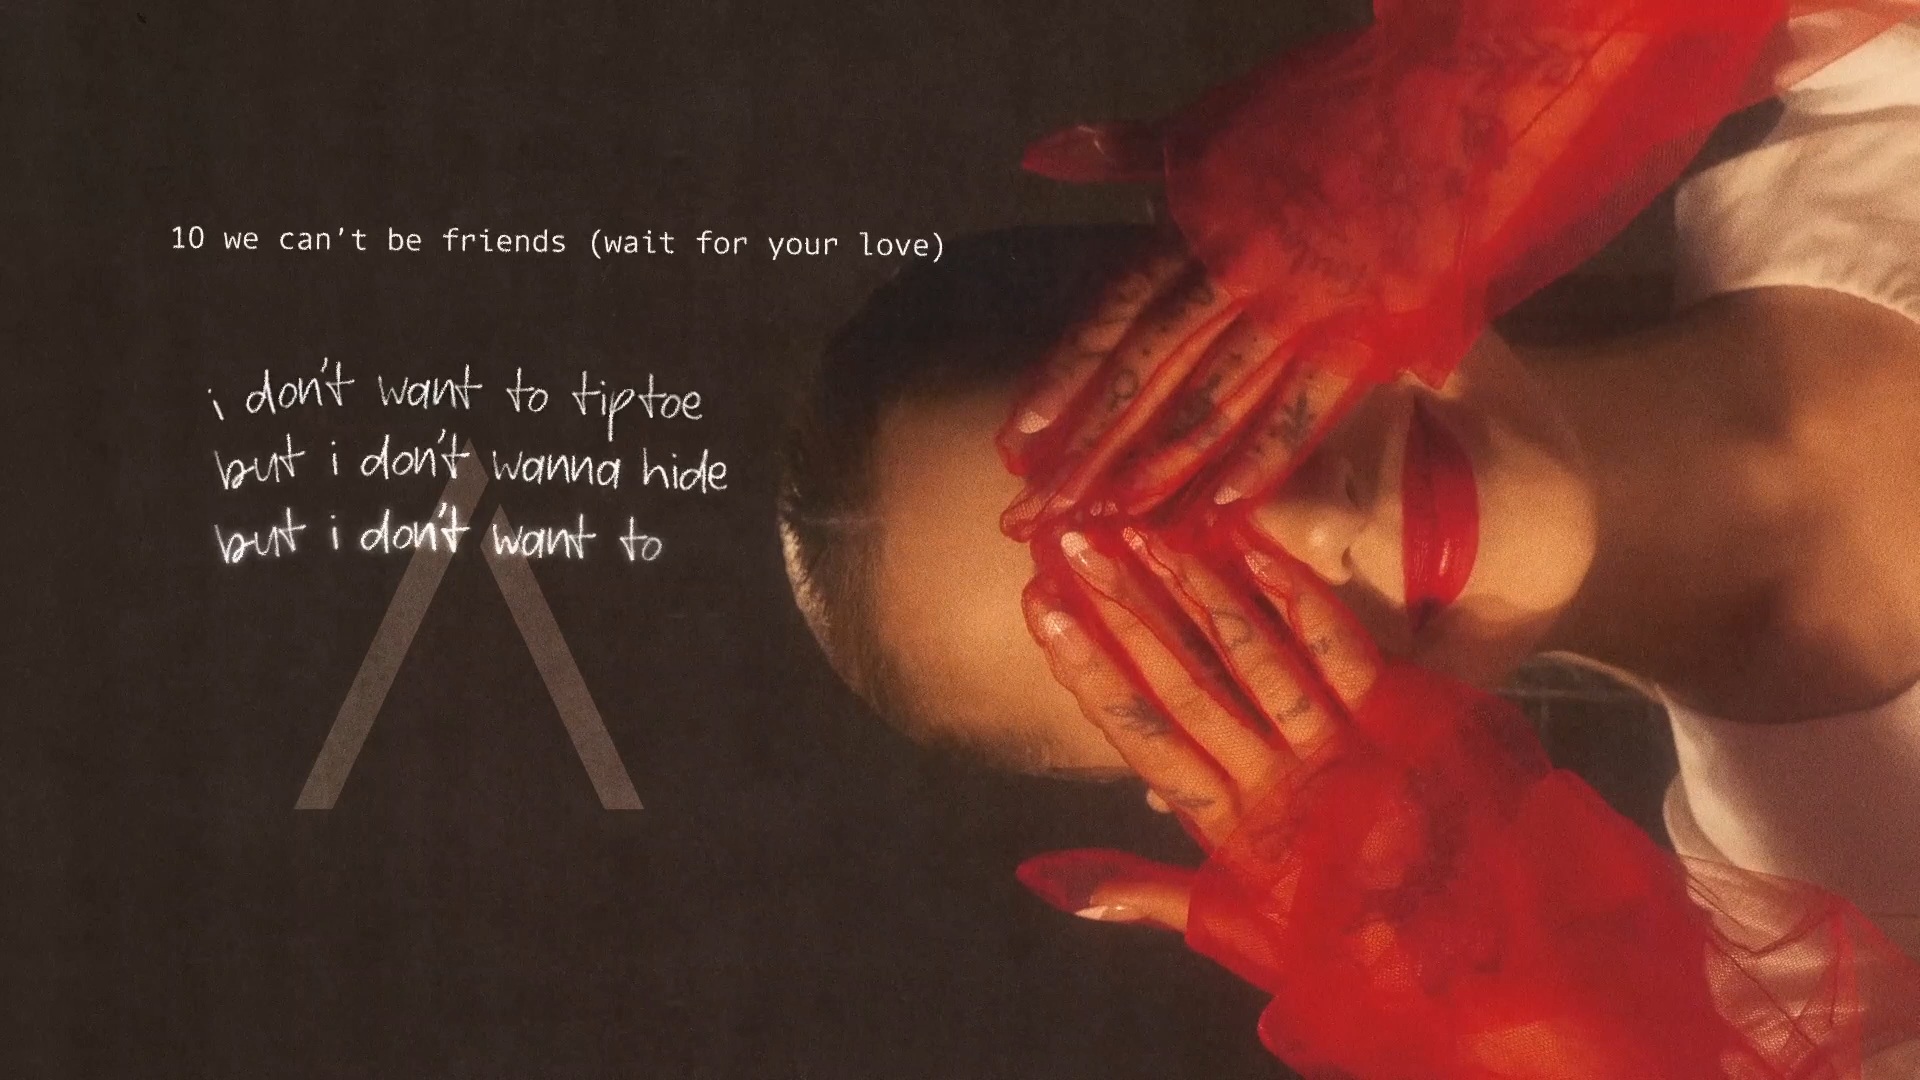 10 we can't be friends (wait for your love)
i don't want to tiptoe
but i don't wanna hide
but i don't want to